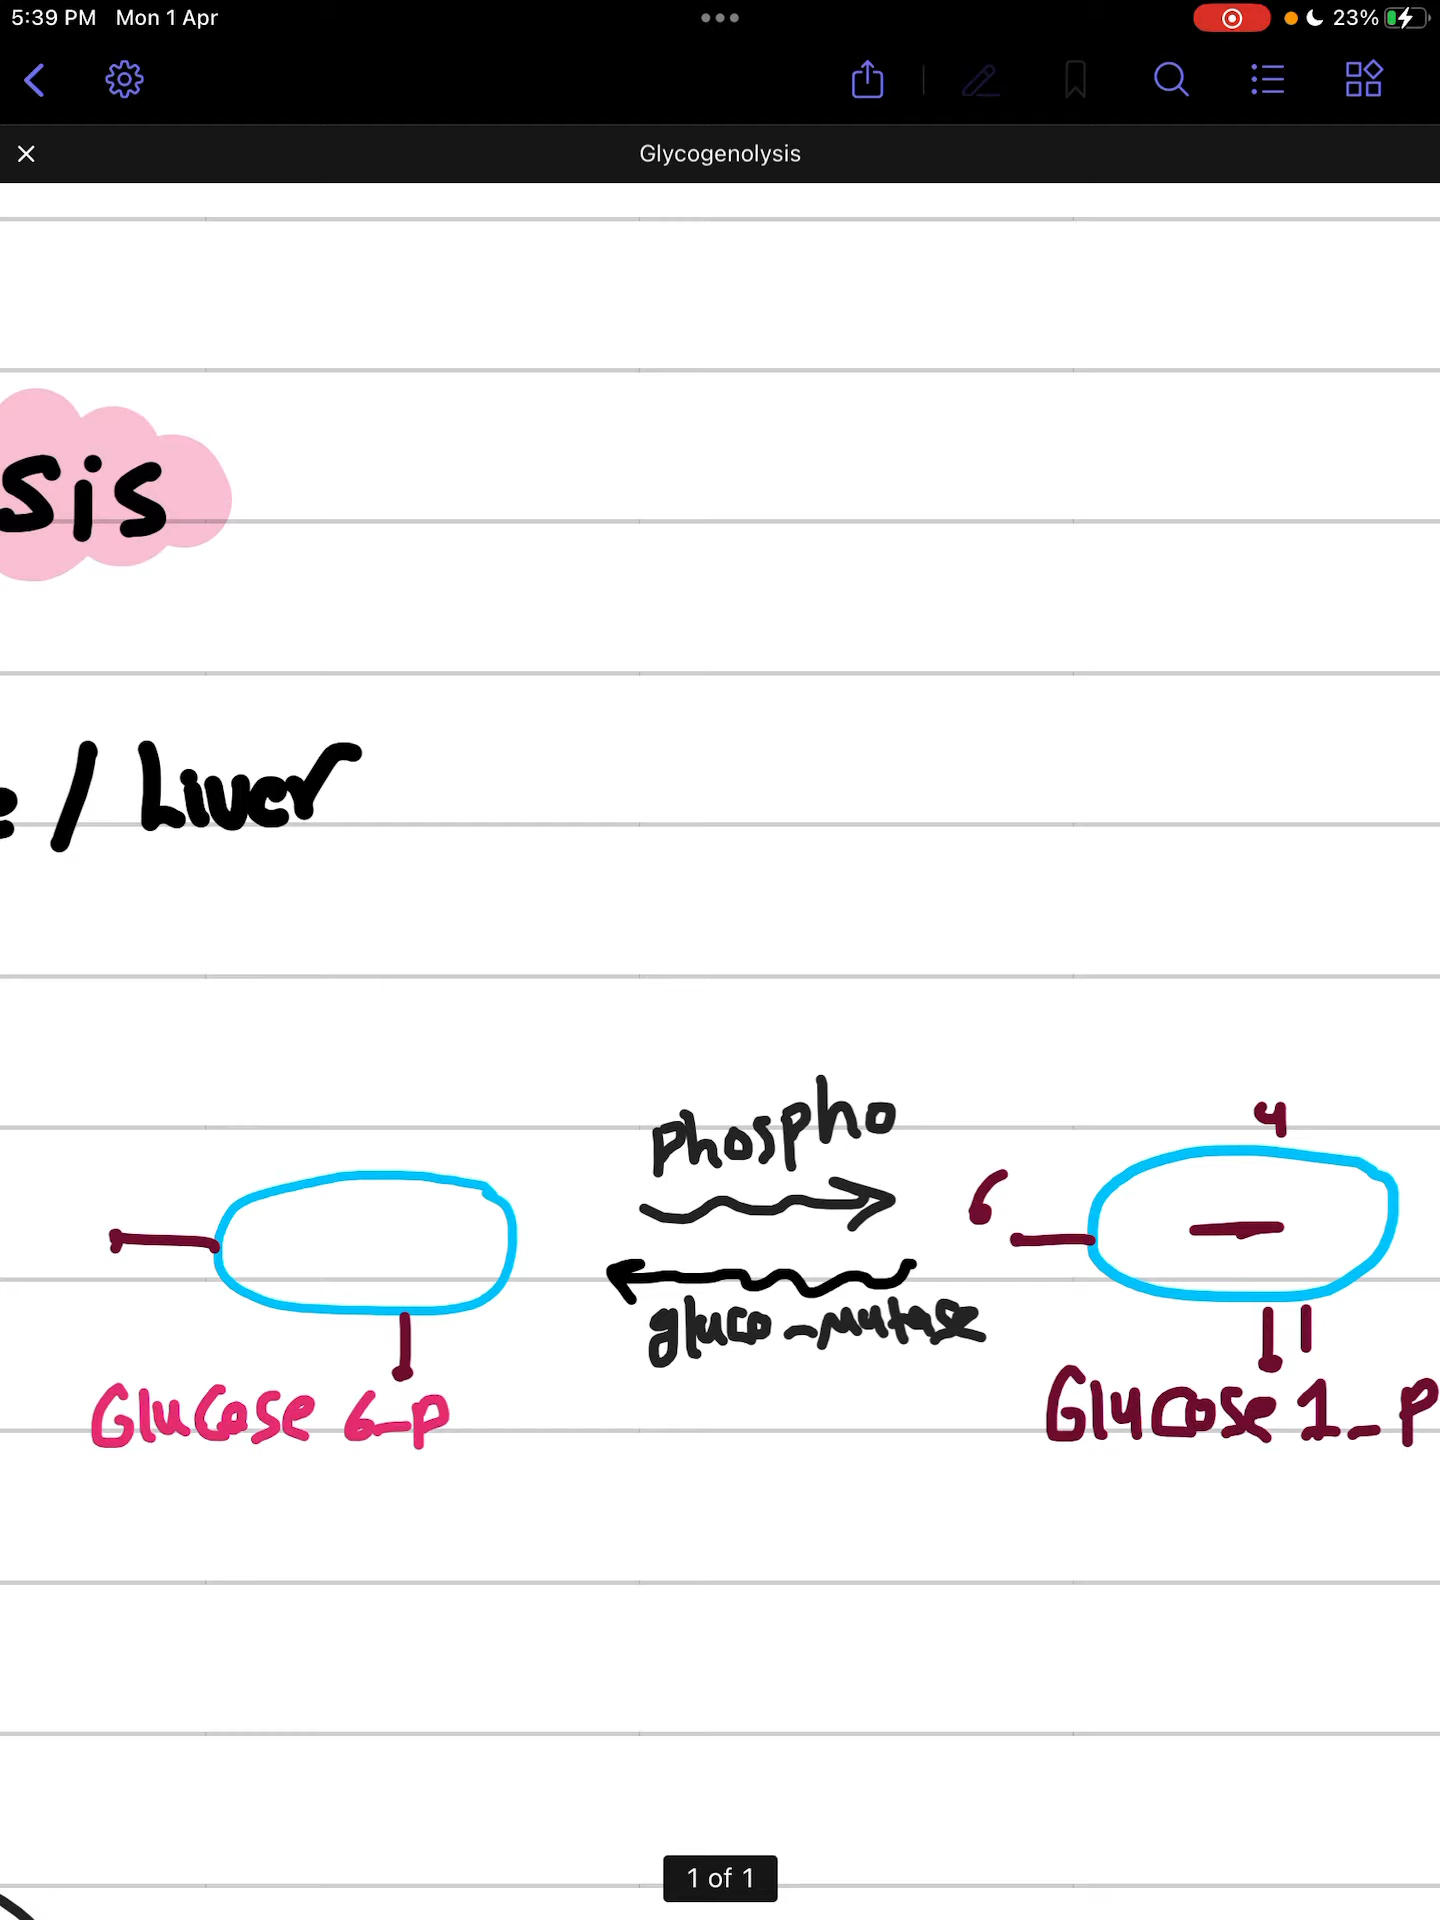 5:39 PM Mon 1 Apr
23%
Glycogenolysis
sis
/ Liver
Phospho
4
6
gluco-mutase
Glucose 6-p
Glucose 1-p
1 of 1